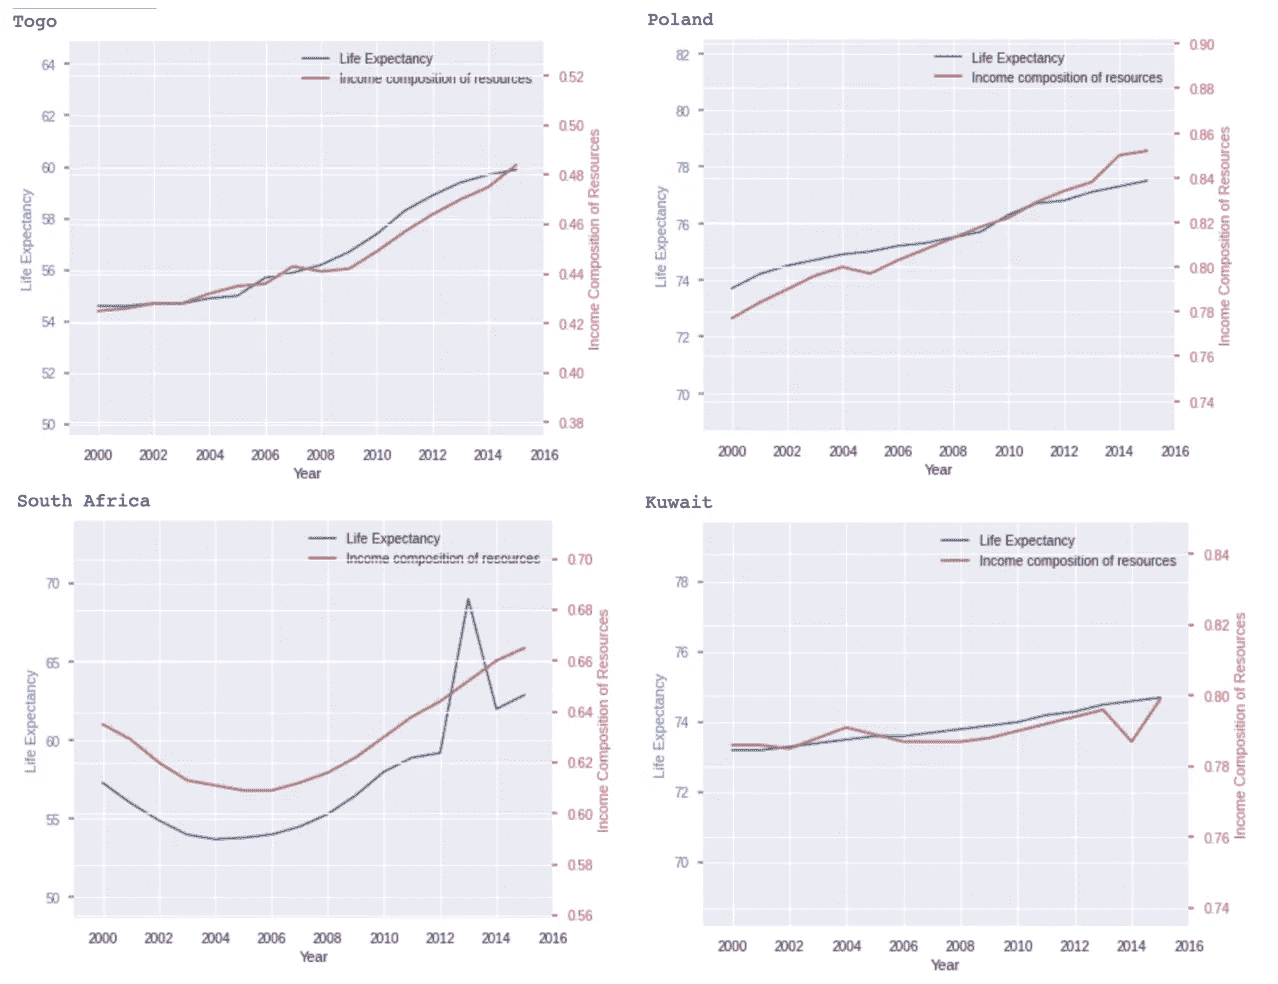 Togo
Life Expectancy
Income composition of resources
64
62
60
58
56
54
52
50
Life Expectancy
0.52
0.50
0.48
0.46
0.44
0.42
0.40
0.38
Income Composition of Resources
2000 2002 2004 2006 2008 2010 2012 2014 2016
Year
Poland
Life Expectancy
Income composition of resources
82
80
78
76
74
72
70
Life Expectancy
0.90
0.88
0.86
0.84
0.82
0.80
0.78
0.76
0.74
Income Composition of Resources
2000 2002 2004 2006 2008 2010 2012 2014 2016
Year
South Africa
Life Expectancy
Income composition of resources
70
65
60
55
50
Life Expectancy
0.70
0.68
0.66
0.64
0.62
0.60
0.58
0.56
Income Composition of Resources
2000 2002 2004 2006 2008 2010 2012 2014 2016
Year
Kuwait
Life Expectancy
Income composition of resources
78
76
74
72
70
Life Expectancy
0.84
0.82
0.80
0.78
0.76
0.74
Income Composition of Resources
2000 2002 2004 2006 2008 2010 2012 2014 2016
Year